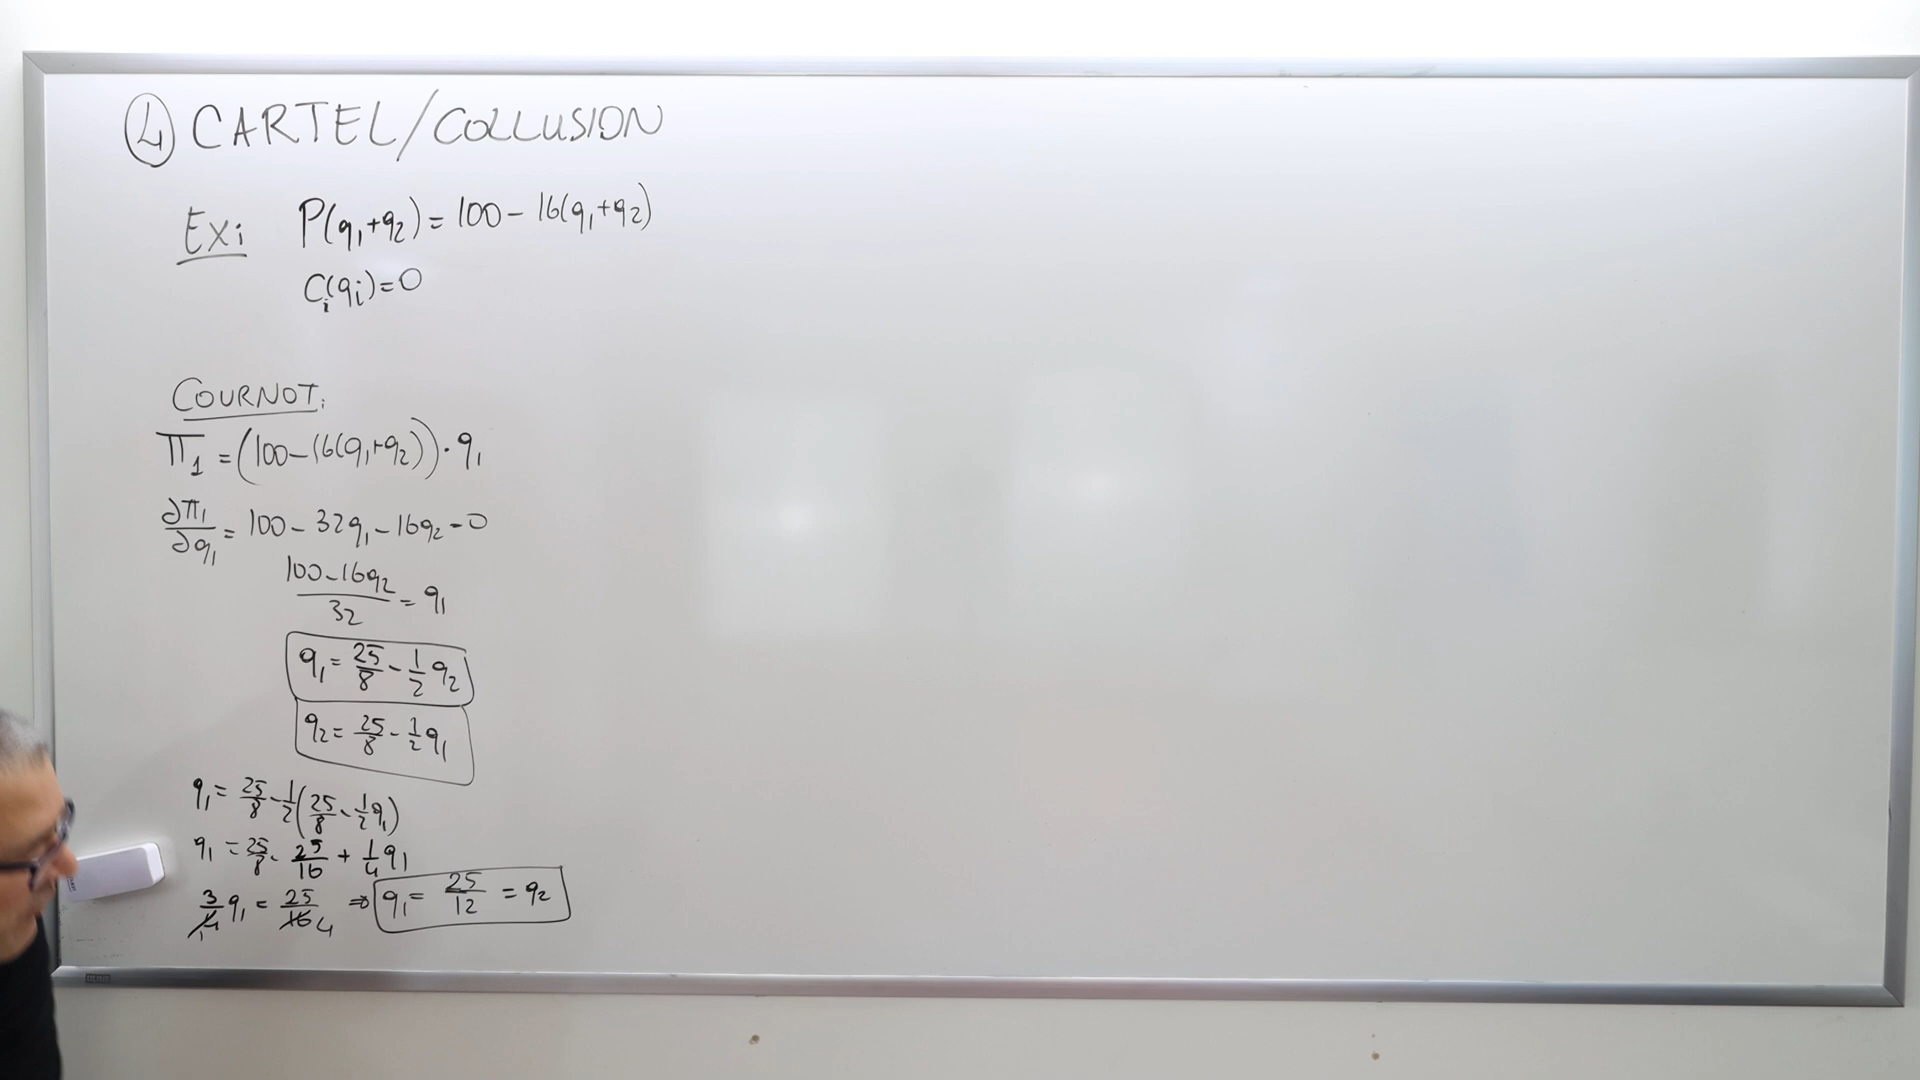 ④ CARTEL/COLLUSION
Ex: P(q₁+q₂) = 100 - 16(q₁+q₂)
Cᵢ(qᵢ)=0
COURNOT:
π₁ = (100-16(q₁+q₂))·q₁
∂π₁/∂q₁ = 100 - 32q₁ - 16q₂ = 0
(100-16q₂)/32 = q₁
q₁ = 25/8 - 1/2 q₂
q₂ = 25/8 - 1/2 q₁
q₁ = 25/8 - 1/2(25/8 - 1/2 q₁)
q₁ = 25/8 - 25/16 + 1/4 q₁
3/4 1 q₁ = 25/16 4 ⇒ q₁ = 25/12 = q₂